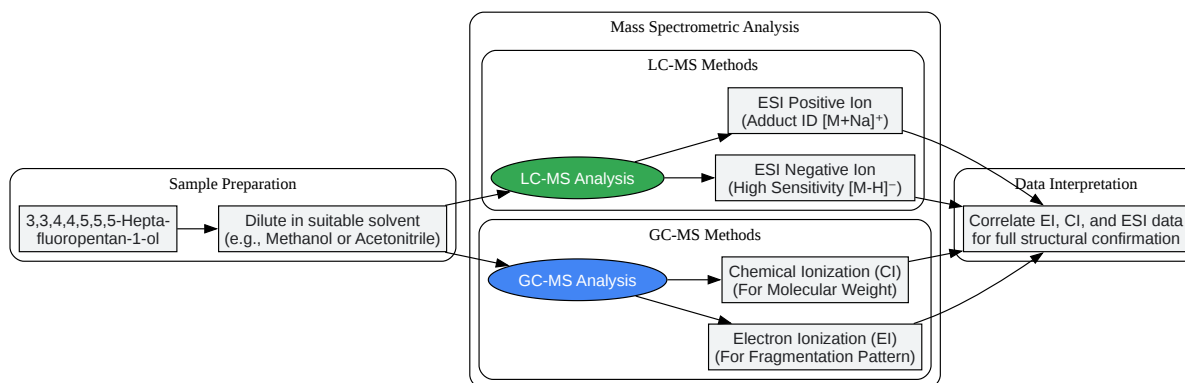 Mass Spectrometric Analysis
LC-MS Methods
ESI Positive Ion
(Adduct ID [M+Na]⁺)
LC-MS Analysis
ESI Negative Ion
(High Sensitivity [M-H]⁻)
Sample Preparation
3,3,4,4,5,5,5-Hepta-
fluoropentan-1-ol
Dilute in suitable solvent
(e.g., Methanol or Acetonitrile)
Data Interpretation
Correlate EI, CI, and ESI data
for full structural confirmation
GC-MS Methods
GC-MS Analysis
Chemical Ionization (CI)
(For Molecular Weight)
Electron Ionization (EI)
(For Fragmentation Pattern)